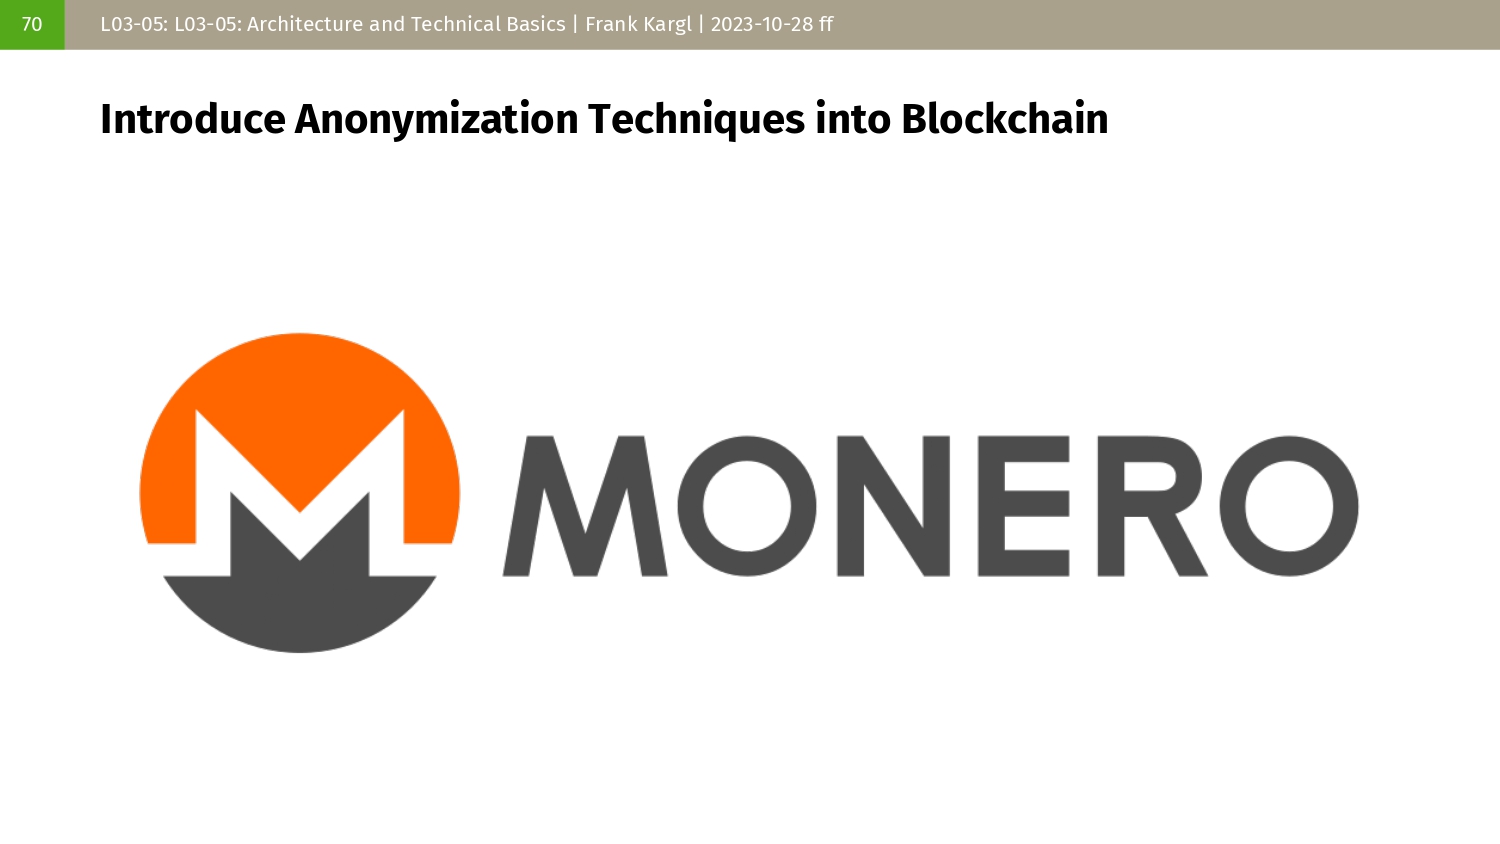 70
L03-05: L03-05: Architecture and Technical Basics | Frank Kargl | 2023-10-28 ff
Introduce Anonymization Techniques into Blockchain
MONERO